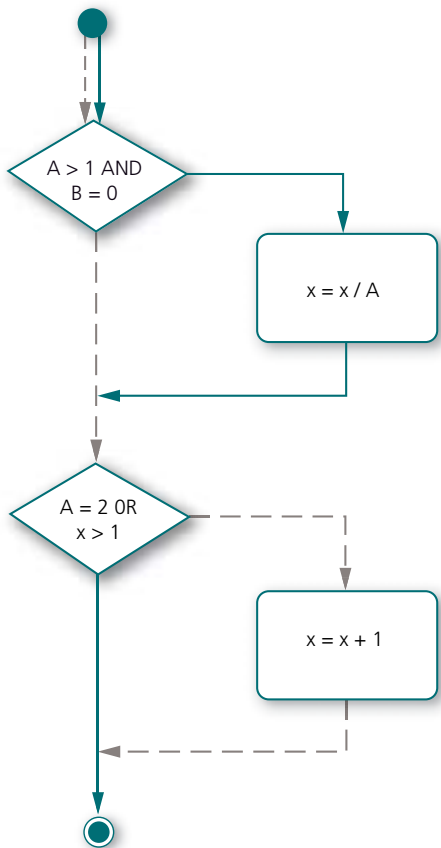 A > 1 AND
B = 0
x = x / A
A = 2 0R
x > 1
x = x + 1